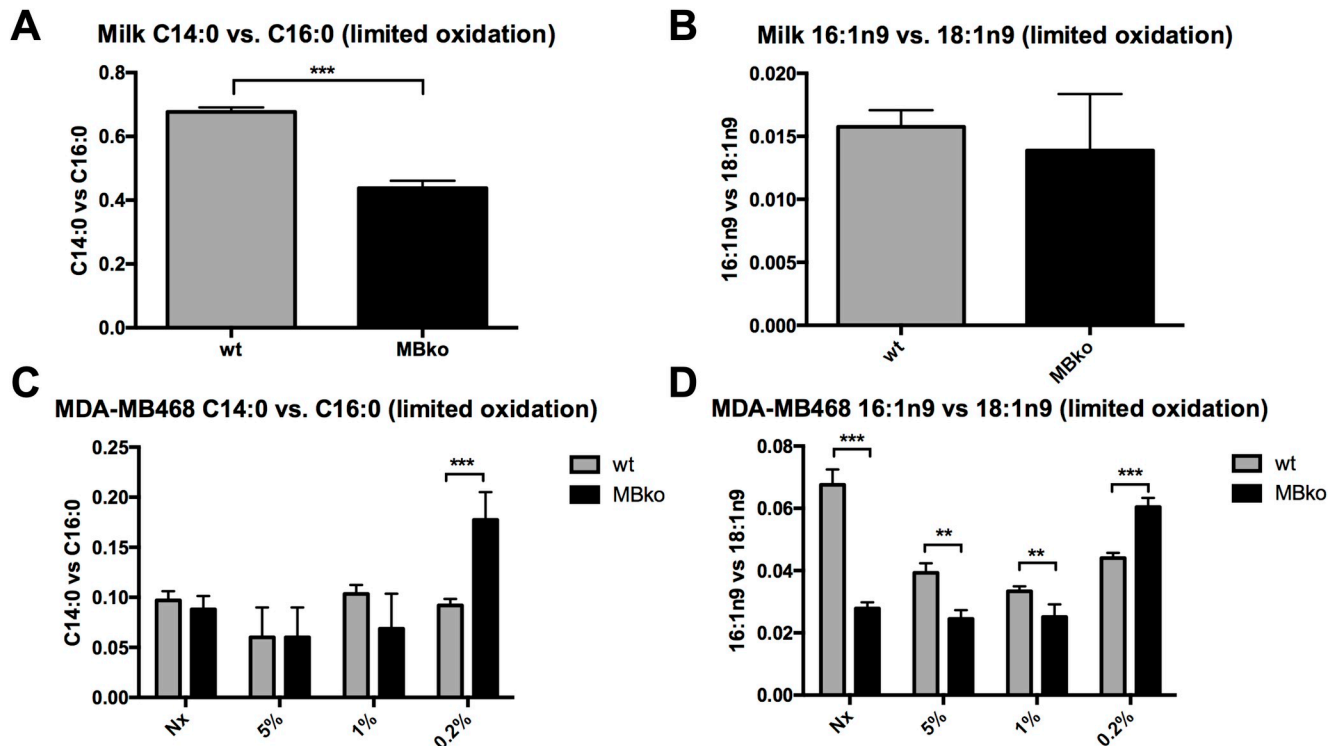 A
Milk C14:0 vs. C16:0 (limited oxidation)
C14:0 vs C16:0
0.8
0.6
0.4
0.2
0.0
***
wt
MBko
B
Milk 16:1n9 vs. 18:1n9 (limited oxidation)
16:1n9 vs 18:1n9
0.020
0.015
0.010
0.005
0.000
wt
MBko
C
MDA-MB468 C14:0 vs. C16:0 (limited oxidation)
C14:0 vs C16:0
0.25
0.20
0.15
0.10
0.05
0.00
***
Nx
5%
1%
0.2%
wt
MBko
D
MDA-MB468 16:1n9 vs 18:1n9 (limited oxidation)
16:1n9 vs 18:1n9
0.08
0.06
0.04
0.02
0.00
***
**
**
***
Nx
5%
1%
0.2%
wt
MBko